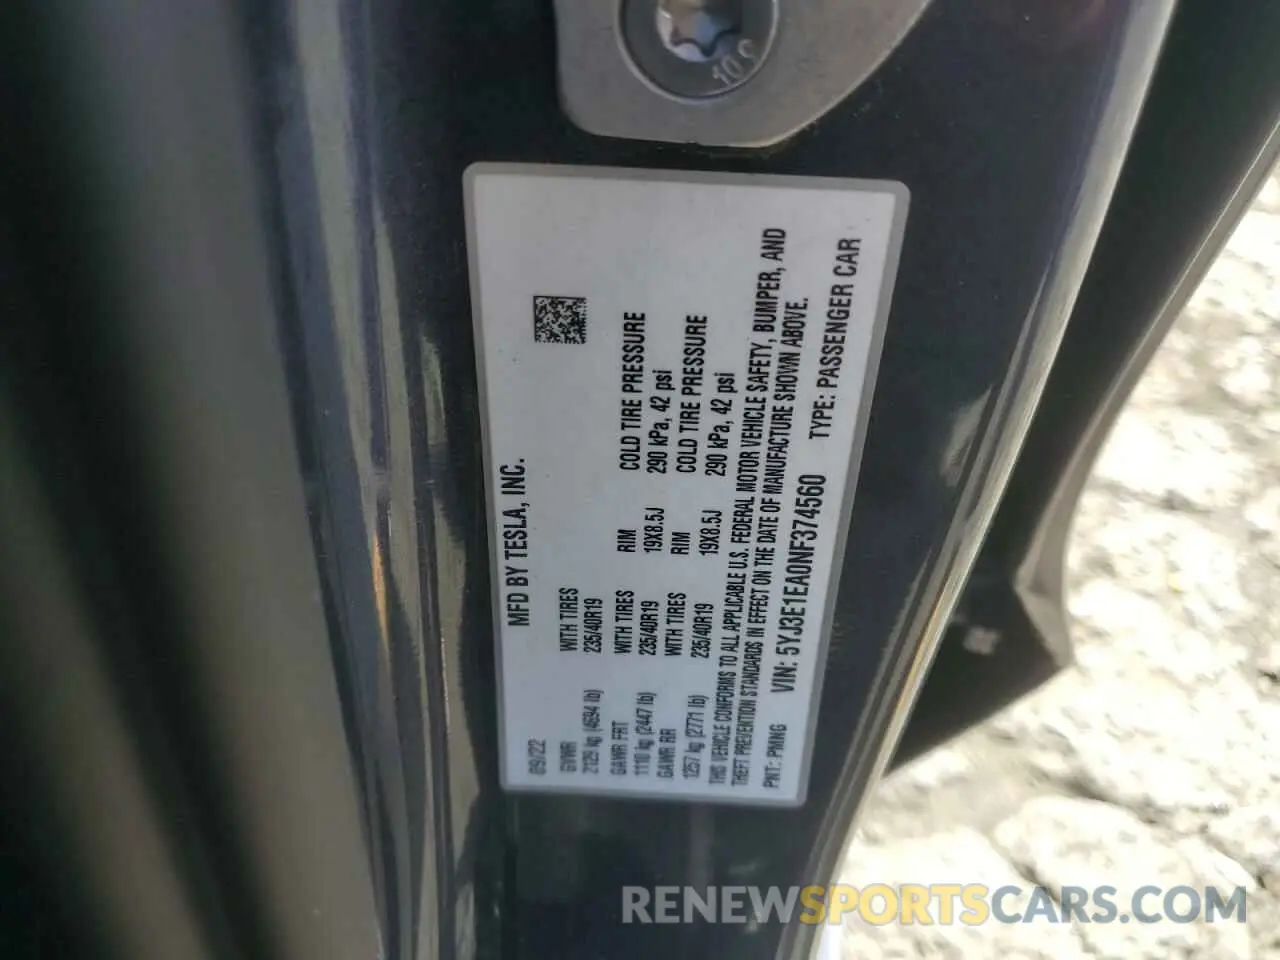 10.9
MFD BY TESLA, INC.
09/22
GVWR WITH TIRES
2129 kg (4694 lb) 235/40R19
GAWR FRT WITH TIRES RIM COLD TIRE PRESSURE
1110 kg (2447 lb) 235/40R19 19X8.5J 290 kPa, 42 psi
GAWR RR WITH TIRES RIM COLD TIRE PRESSURE
1257 kg (2771 lb) 235/40R19 19X8.5J 290 kPa, 42 psi
THIS VEHICLE CONFORMS TO ALL APPLICABLE U.S. FEDERAL MOTOR VEHICLE SAFETY, BUMPER, AND
THEFT PREVENTION STANDARDS IN EFFECT ON THE DATE OF MANUFACTURE SHOWN ABOVE.
PNT: PMNG VIN: 5YJ3E1EA0NF374560 TYPE: PASSENGER CAR
RENEWSPORTSCARS.COM